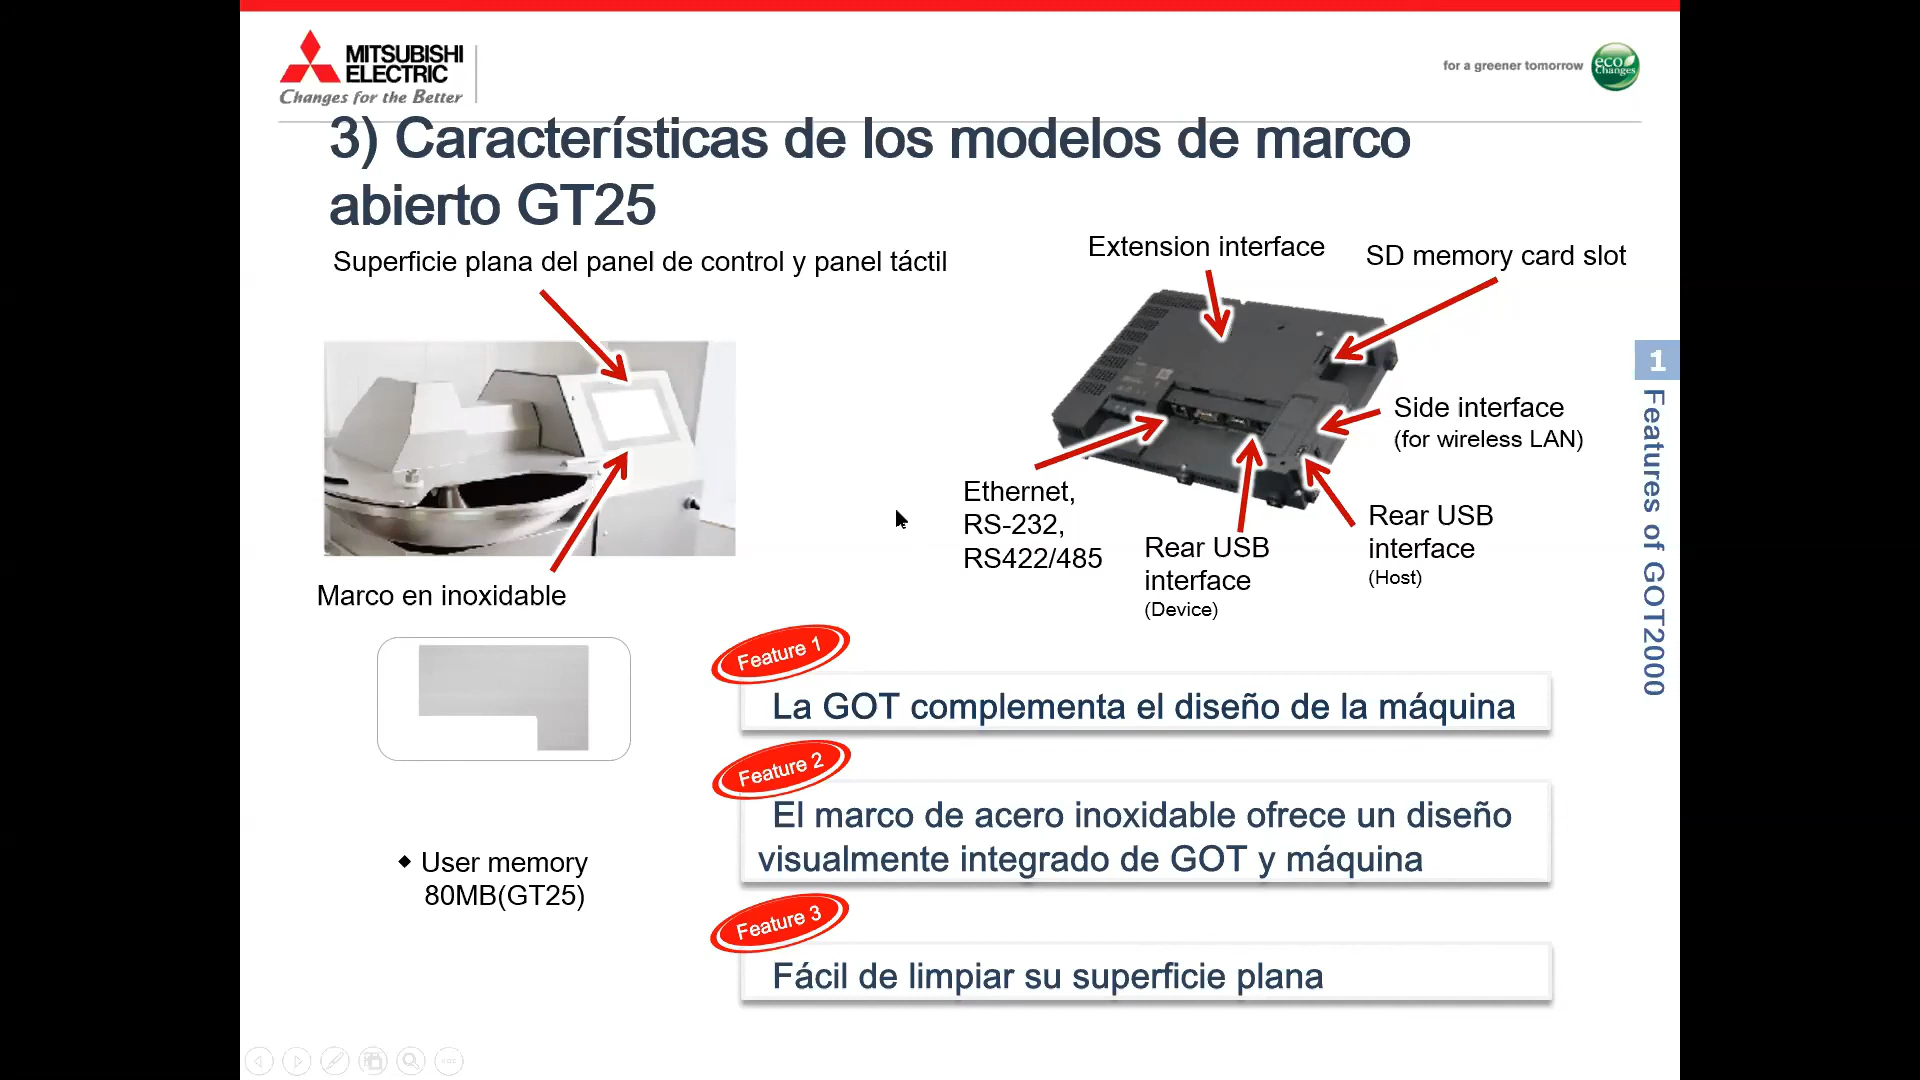 MITSUBISHI
ELECTRIC
Changes for the Better
for a greener tomorrow
eco
Changes
3) Características de los modelos de marco
abierto GT25
Superficie plana del panel de control y panel táctil
Extension interface
SD memory card slot
Side interface
(for wireless LAN)
Ethernet,
RS-232,
RS422/485
Rear USB
interface
(Device)
Rear USB
interface
(Host)
Marco en inoxidable
1
Features of GOT2000
Feature 1
La GOT complementa el diseño de la máquina
Feature 2
El marco de acero inoxidable ofrece un diseño
visualmente integrado de GOT y máquina
◆ User memory
80MB(GT25)
Feature 3
Fácil de limpiar su superficie plana